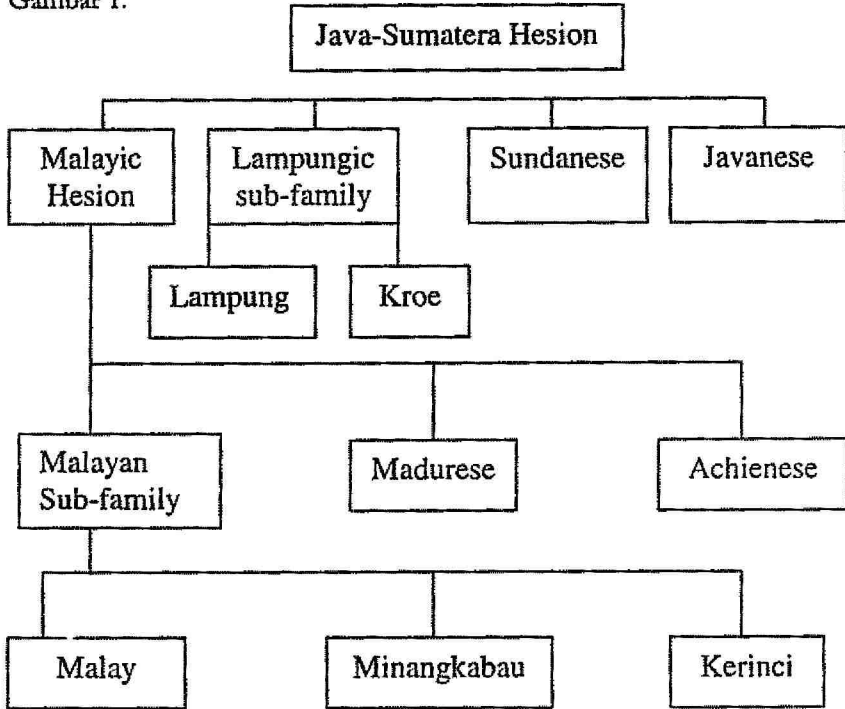 Gambar 1.
Java-Sumatera Hesion
Malayic
Hesion
Lampungic
sub-family
Sundanese
Javanese
Lampung
Kroe
Malayan
Sub-family
Madurese
Achienese
Malay
Minangkabau
Kerinci